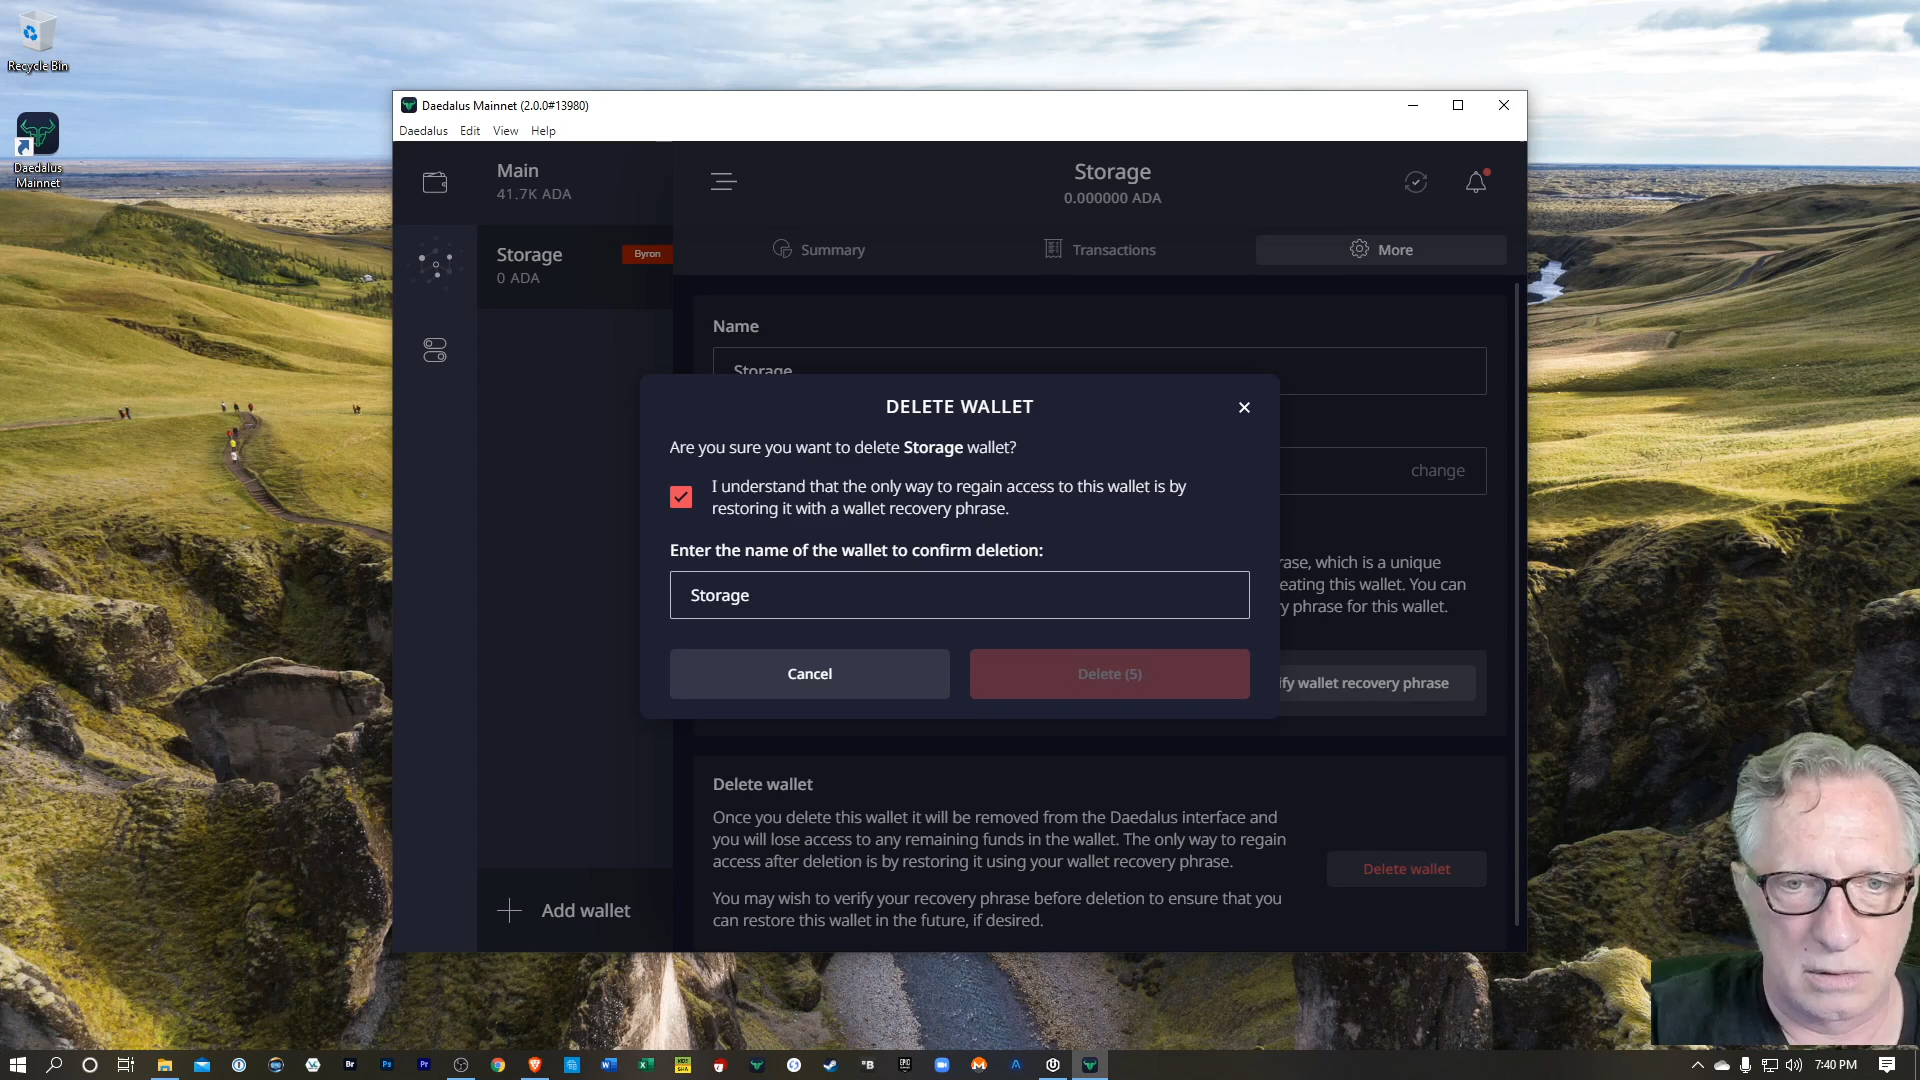 Recycle Bin
Daedalus
Mainnet
Daedalus Mainnet (2.0.0#13980)
Daedalus Edit View Help
Main
41.7K ADA
Storage
0.000000 ADA
Storage
0 ADA
Byron
Summary
Transactions
More
Name
Storage
change
DELETE WALLET
Are you sure you want to delete Storage wallet?
I understand that the only way to regain access to this wallet is by
restoring it with a wallet recovery phrase.
Enter the name of the wallet to confirm deletion:
Storage
Cancel
Delete (5)
rase, which is a unique
eating this wallet. You can
y phrase for this wallet.
ify wallet recovery phrase
Delete wallet
Once you delete this wallet it will be removed from the Daedalus interface and
you will lose access to any remaining funds in the wallet. The only way to regain
access after deletion is by restoring it using your wallet recovery phrase.
You may wish to verify your recovery phrase before deletion to ensure that you
can restore this wallet in the future, if desired.
Delete wallet
Add wallet
Br
Ps
Pr
7:40 PM